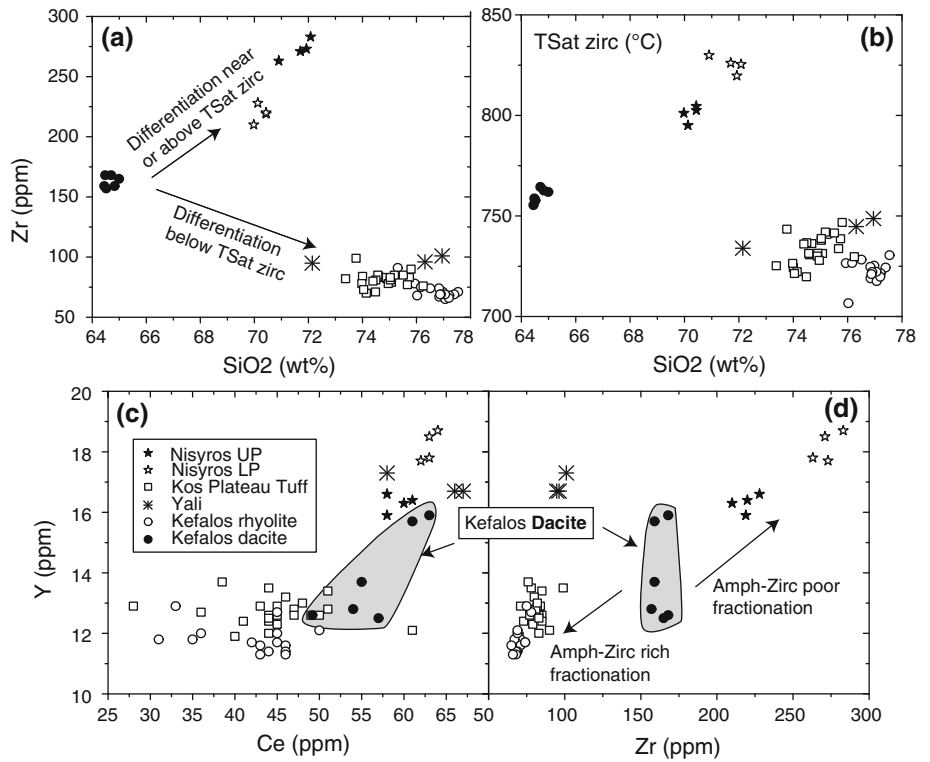 (a)
Differentiation near
or above TSat zirc
Differentiation
below TSat zirc
Zr (ppm)
300
250
200
150
100
50
64 66 68 70 72 74 76 78
SiO2 (wt%)
(b)
TSat zirc (°C)
850
800
750
700
64 66 68 70 72 74 76 78
SiO2 (wt%)
(c)
Nisyros UP
Nisyros LP
Kos Plateau Tuff
Yali
Kefalos rhyolite
Kefalos dacite
Y (ppm)
20
18
16
14
12
10
25 30 35 40 45 50 55 60 65
Ce (ppm)
(d)
Kefalos Dacite
Amph-Zirc poor
fractionation
Amph-Zirc rich
fractionation
50 100 150 200 250 300
Zr (ppm)